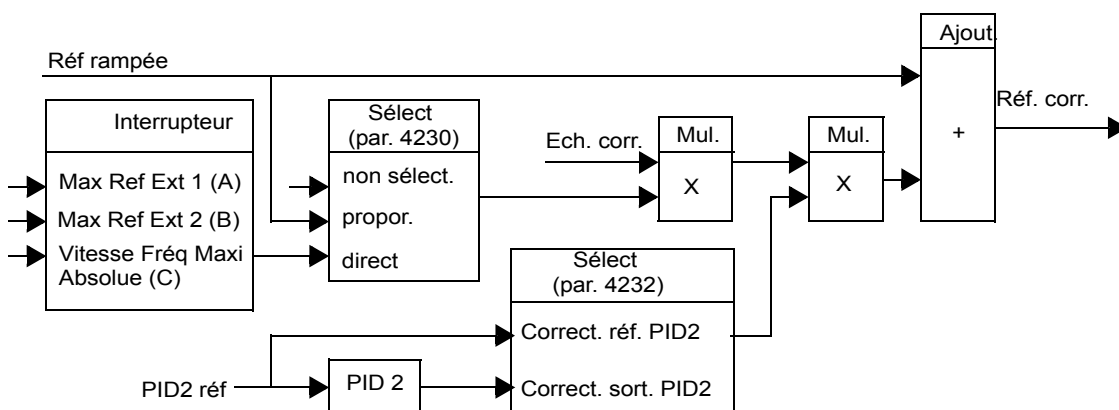 Ajout.
Réf rampée
Réf. corr.
Interrupteur
Sélect
(par. 4230)
Ech. corr.
Mul.
Mul.
+
Max Ref Ext 1 (A)
non sélect.
X
X
Max Ref Ext 2 (B)
propor.
Vitesse Fréq Maxi
Absolue (C)
direct
Sélect
(par. 4232)
Correct. réf. PID2
PID2 réf
PID 2
Correct. sort. PID2